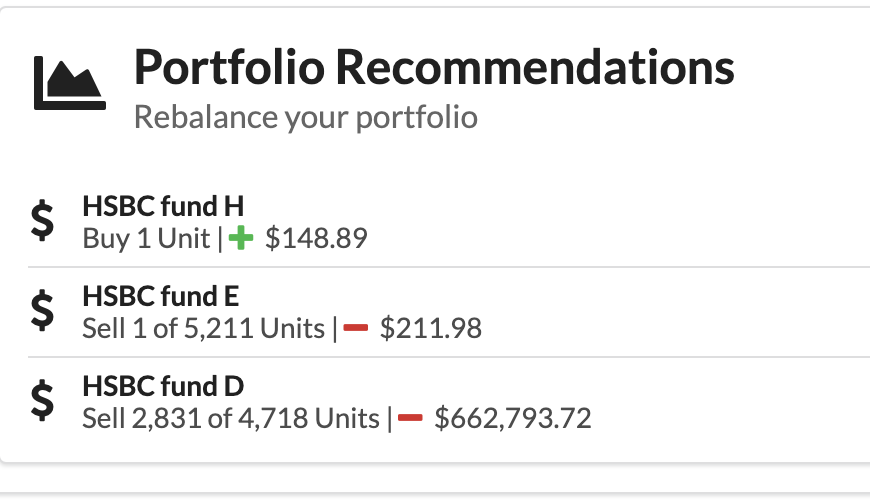 Portfolio Recommendations
Rebalance your portfolio
$ HSBC fund H
Buy 1 Unit | + $148.89
$ HSBC fund E
Sell 1 of 5,211 Units | − $211.98
$ HSBC fund D
Sell 2,831 of 4,718 Units | − $662,793.72